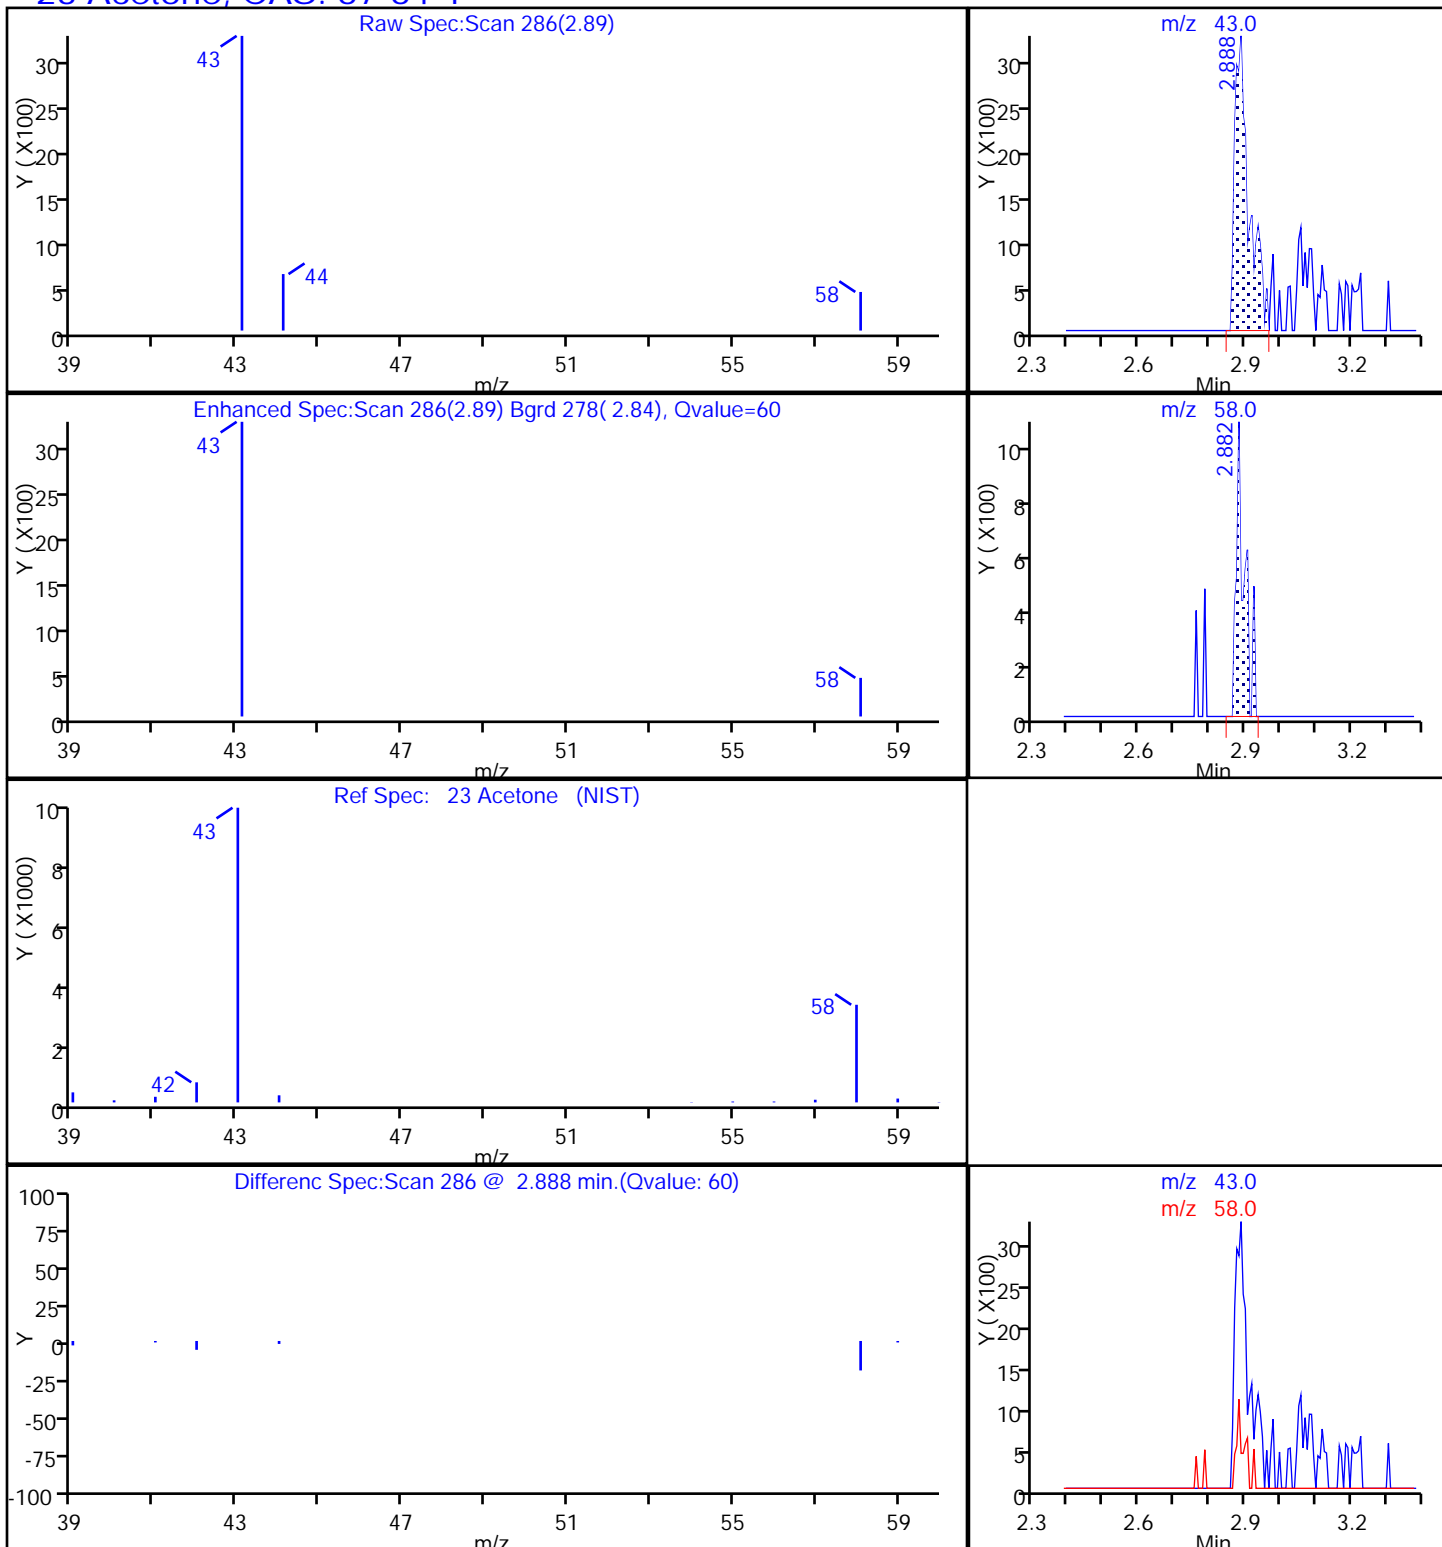 Raw Spec:Scan 286(2.89)
43
44
58
Y ( X100)
30
25
20
15
10
5
0
39 43 47 51 55 59
m/z
m/z 43.0
2.888
Y ( X100)
30
25
20
15
10
5
0
2.3 2.6 2.9 3.2
Min
Enhanced Spec:Scan 286(2.89) Bgrd 278( 2.84), Qvalue=60
43
58
Y ( X100)
30
25
20
15
10
5
0
39 43 47 51 55 59
m/z
m/z 58.0
2.882
Y ( X100)
10
8
6
4
2
0
2.3 2.6 2.9 3.2
Min
Ref Spec: 23 Acetone (NIST)
43
42
58
Y ( X1000)
10
8
6
4
2
0
39 43 47 51 55 59
m/z
Differenc Spec:Scan 286 @ 2.888 min.(Qvalue: 60)
Y
100
75
50
25
0
-25
-50
-75
-100
39 43 47 51 55 59
m/z
m/z 43.0
m/z 58.0
Y ( X100)
30
25
20
15
10
5
0
2.3 2.6 2.9 3.2
Min